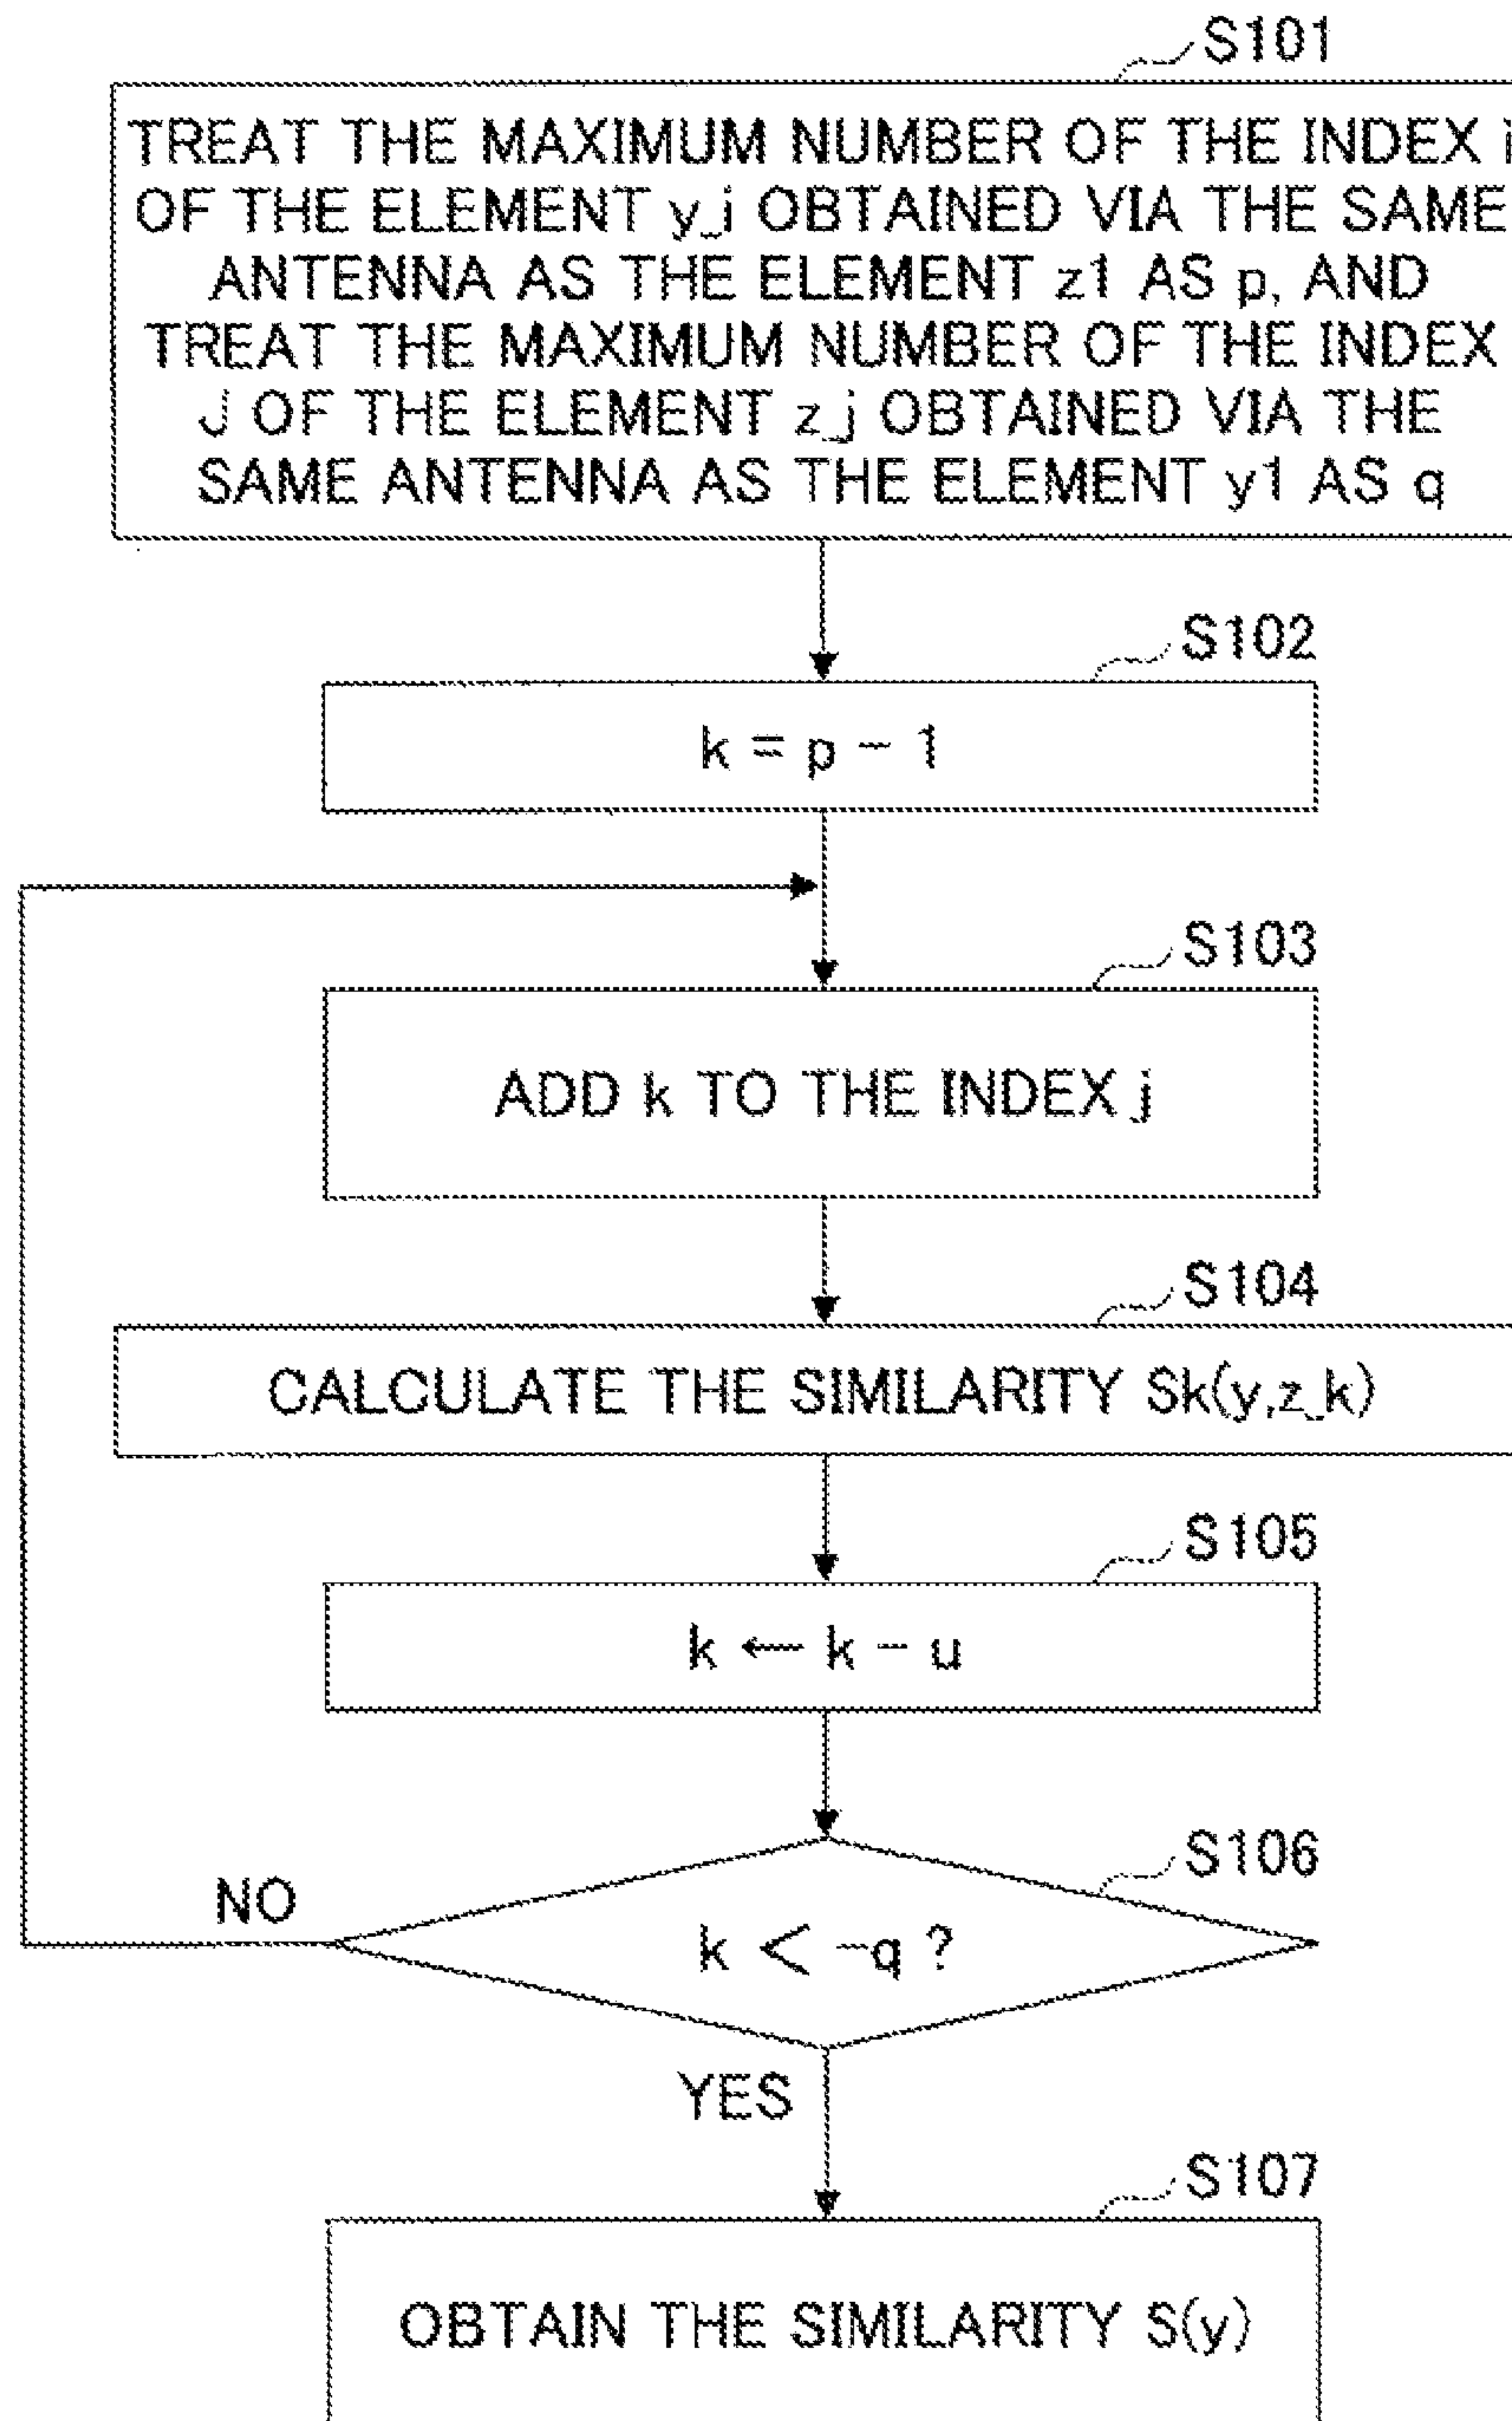 S101
TREAT THE MAXIMUM NUMBER OF THE INDEX i
OF THE ELEMENT y_i OBTAINED VIA THE SAME
ANTENNA AS THE ELEMENT z1 AS p, AND
TREAT THE MAXIMUM NUMBER OF THE INDEX
J OF THE ELEMENT z_j OBTAINED VIA THE
SAME ANTENNA AS THE ELEMENT y1 AS q
S102
k = p − 1
S103
ADD k TO THE INDEX j
S104
CALCULATE THE SIMILARITY Sk(y,z_k)
S105
k ← k − u
S106
NO
k < −q ?
YES
S107
OBTAIN THE SIMILARITY S(y)